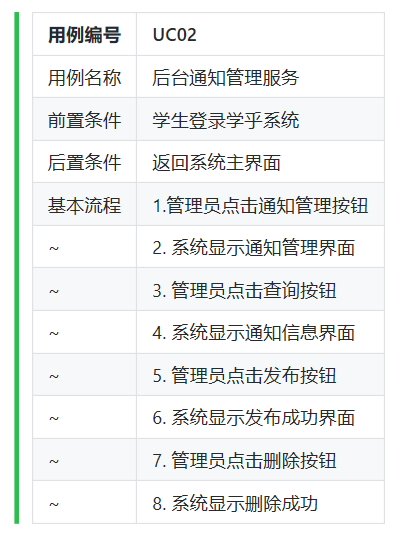 用例编号 UC02
用例名称 后台通知管理服务
前置条件 学生登录学乎系统
后置条件 返回系统主界面
基本流程 1.管理员点击通知管理按钮
~ 2. 系统显示通知管理界面
~ 3. 管理员点击查询按钮
~ 4. 系统显示通知信息界面
~ 5. 管理员点击发布按钮
~ 6. 系统显示发布成功界面
~ 7. 管理员点击删除按钮
~ 8. 系统显示删除成功